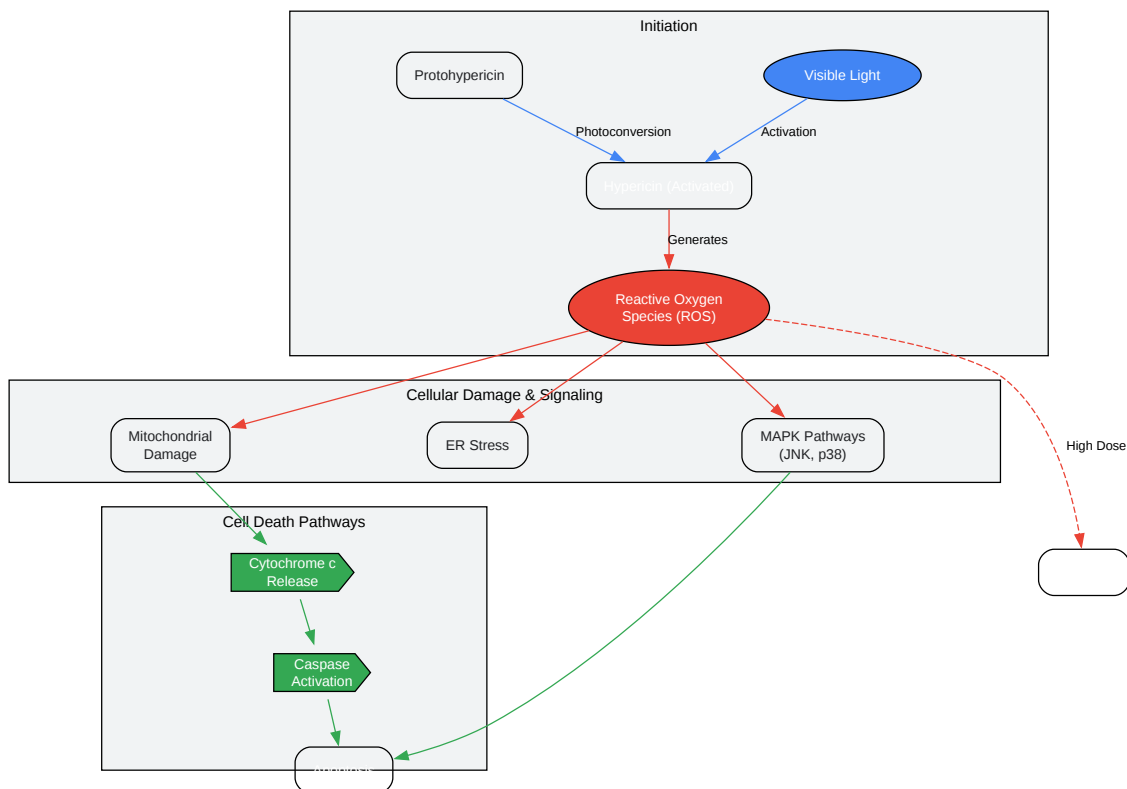 Initiation
Protohypericin
Visible Light
Photoconversion
Activation
Hypericin (Activated)
Generates
Reactive Oxygen
Species (ROS)
Cellular Damage & Signaling
Mitochondrial
Damage
ER Stress
MAPK Pathways
(JNK, p38)
High Dose
Cell Death Pathways
Cytochrome c
Release
Caspase
Activation
Apoptosis